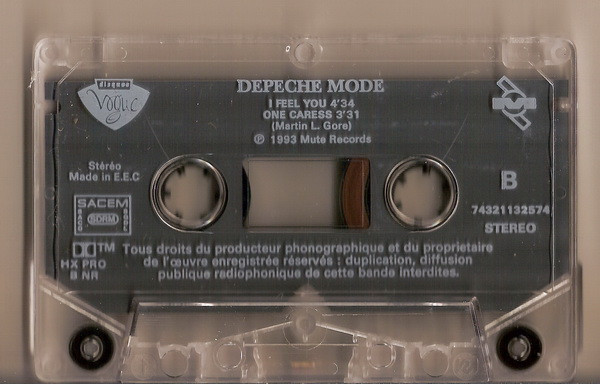 disques
Vogue
DEPECHE MODE
I FEEL YOU 4'34
ONE CARESS 3'31
(Martin L. Gore)
℗ 1993 Mute Records
Stéréo
Made in E.E.C
B
SACEM
SDRM
74321132574
STEREO
TM
HX PRO
B NR
Tous droits du producteur phonographique et du proprietaire
de l'œuvre enregistrée réservés : duplication, diffusion
publique radiophonique de cette bande interdites.